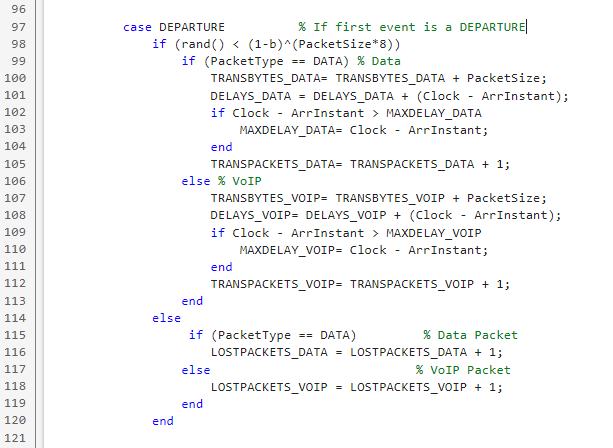 96
97 case DEPARTURE % If first event is a DEPARTURE
98 if (rand() < (1-b)^(PacketSize*8))
99 if (PacketType == DATA) % Data
100 TRANSBYTES_DATA= TRANSBYTES_DATA + PacketSize;
101 DELAYS_DATA = DELAYS_DATA + (Clock - ArrInstant);
102 if Clock - ArrInstant > MAXDELAY_DATA
103 MAXDELAY_DATA= Clock - ArrInstant;
104 end
105 TRANSPACKETS_DATA= TRANSPACKETS_DATA + 1;
106 else % VoIP
107 TRANSBYTES_VOIP= TRANSBYTES_VOIP + PacketSize;
108 DELAYS_VOIP= DELAYS_VOIP + (Clock - ArrInstant);
109 if Clock - ArrInstant > MAXDELAY_VOIP
110 MAXDELAY_VOIP= Clock - ArrInstant;
111 end
112 TRANSPACKETS_VOIP= TRANSPACKETS_VOIP + 1;
113 end
114 else
115 if (PacketType == DATA) % Data Packet
116 LOSTPACKETS_DATA = LOSTPACKETS_DATA + 1;
117 else % VoIP Packet
118 LOSTPACKETS_VOIP = LOSTPACKETS_VOIP + 1;
119 end
120 end
121